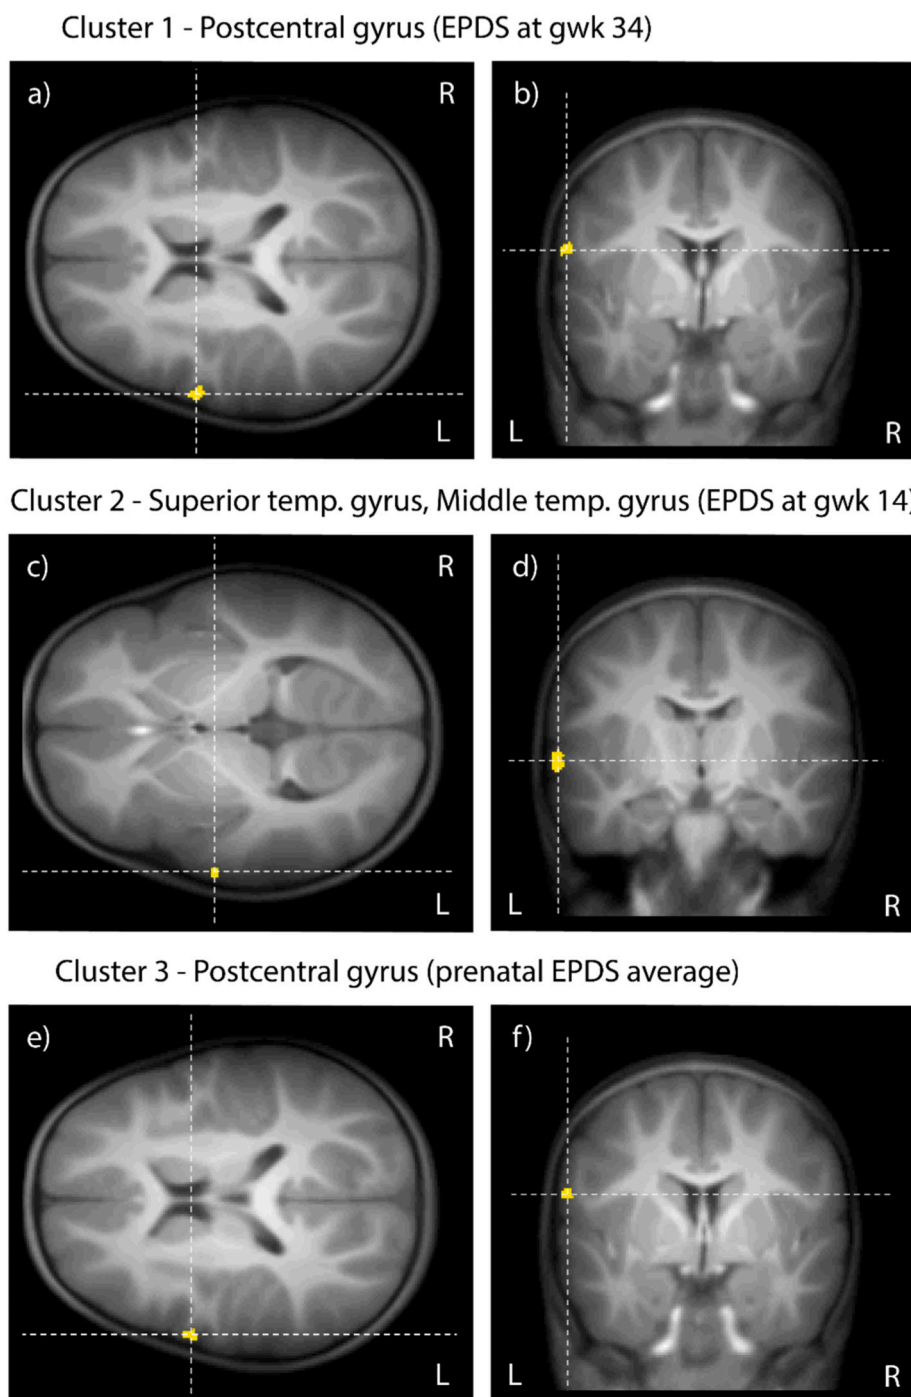 Cluster 1 - Postcentral gyrus (EPDS at gwk 34)
a) R b)
L L R
Cluster 2 - Superior temp. gyrus, Middle temp. gyrus (EPDS at gwk 14)
c) R d)
L L R
Cluster 3 - Postcentral gyrus (prenatal EPDS average)
e) R f)
L L R